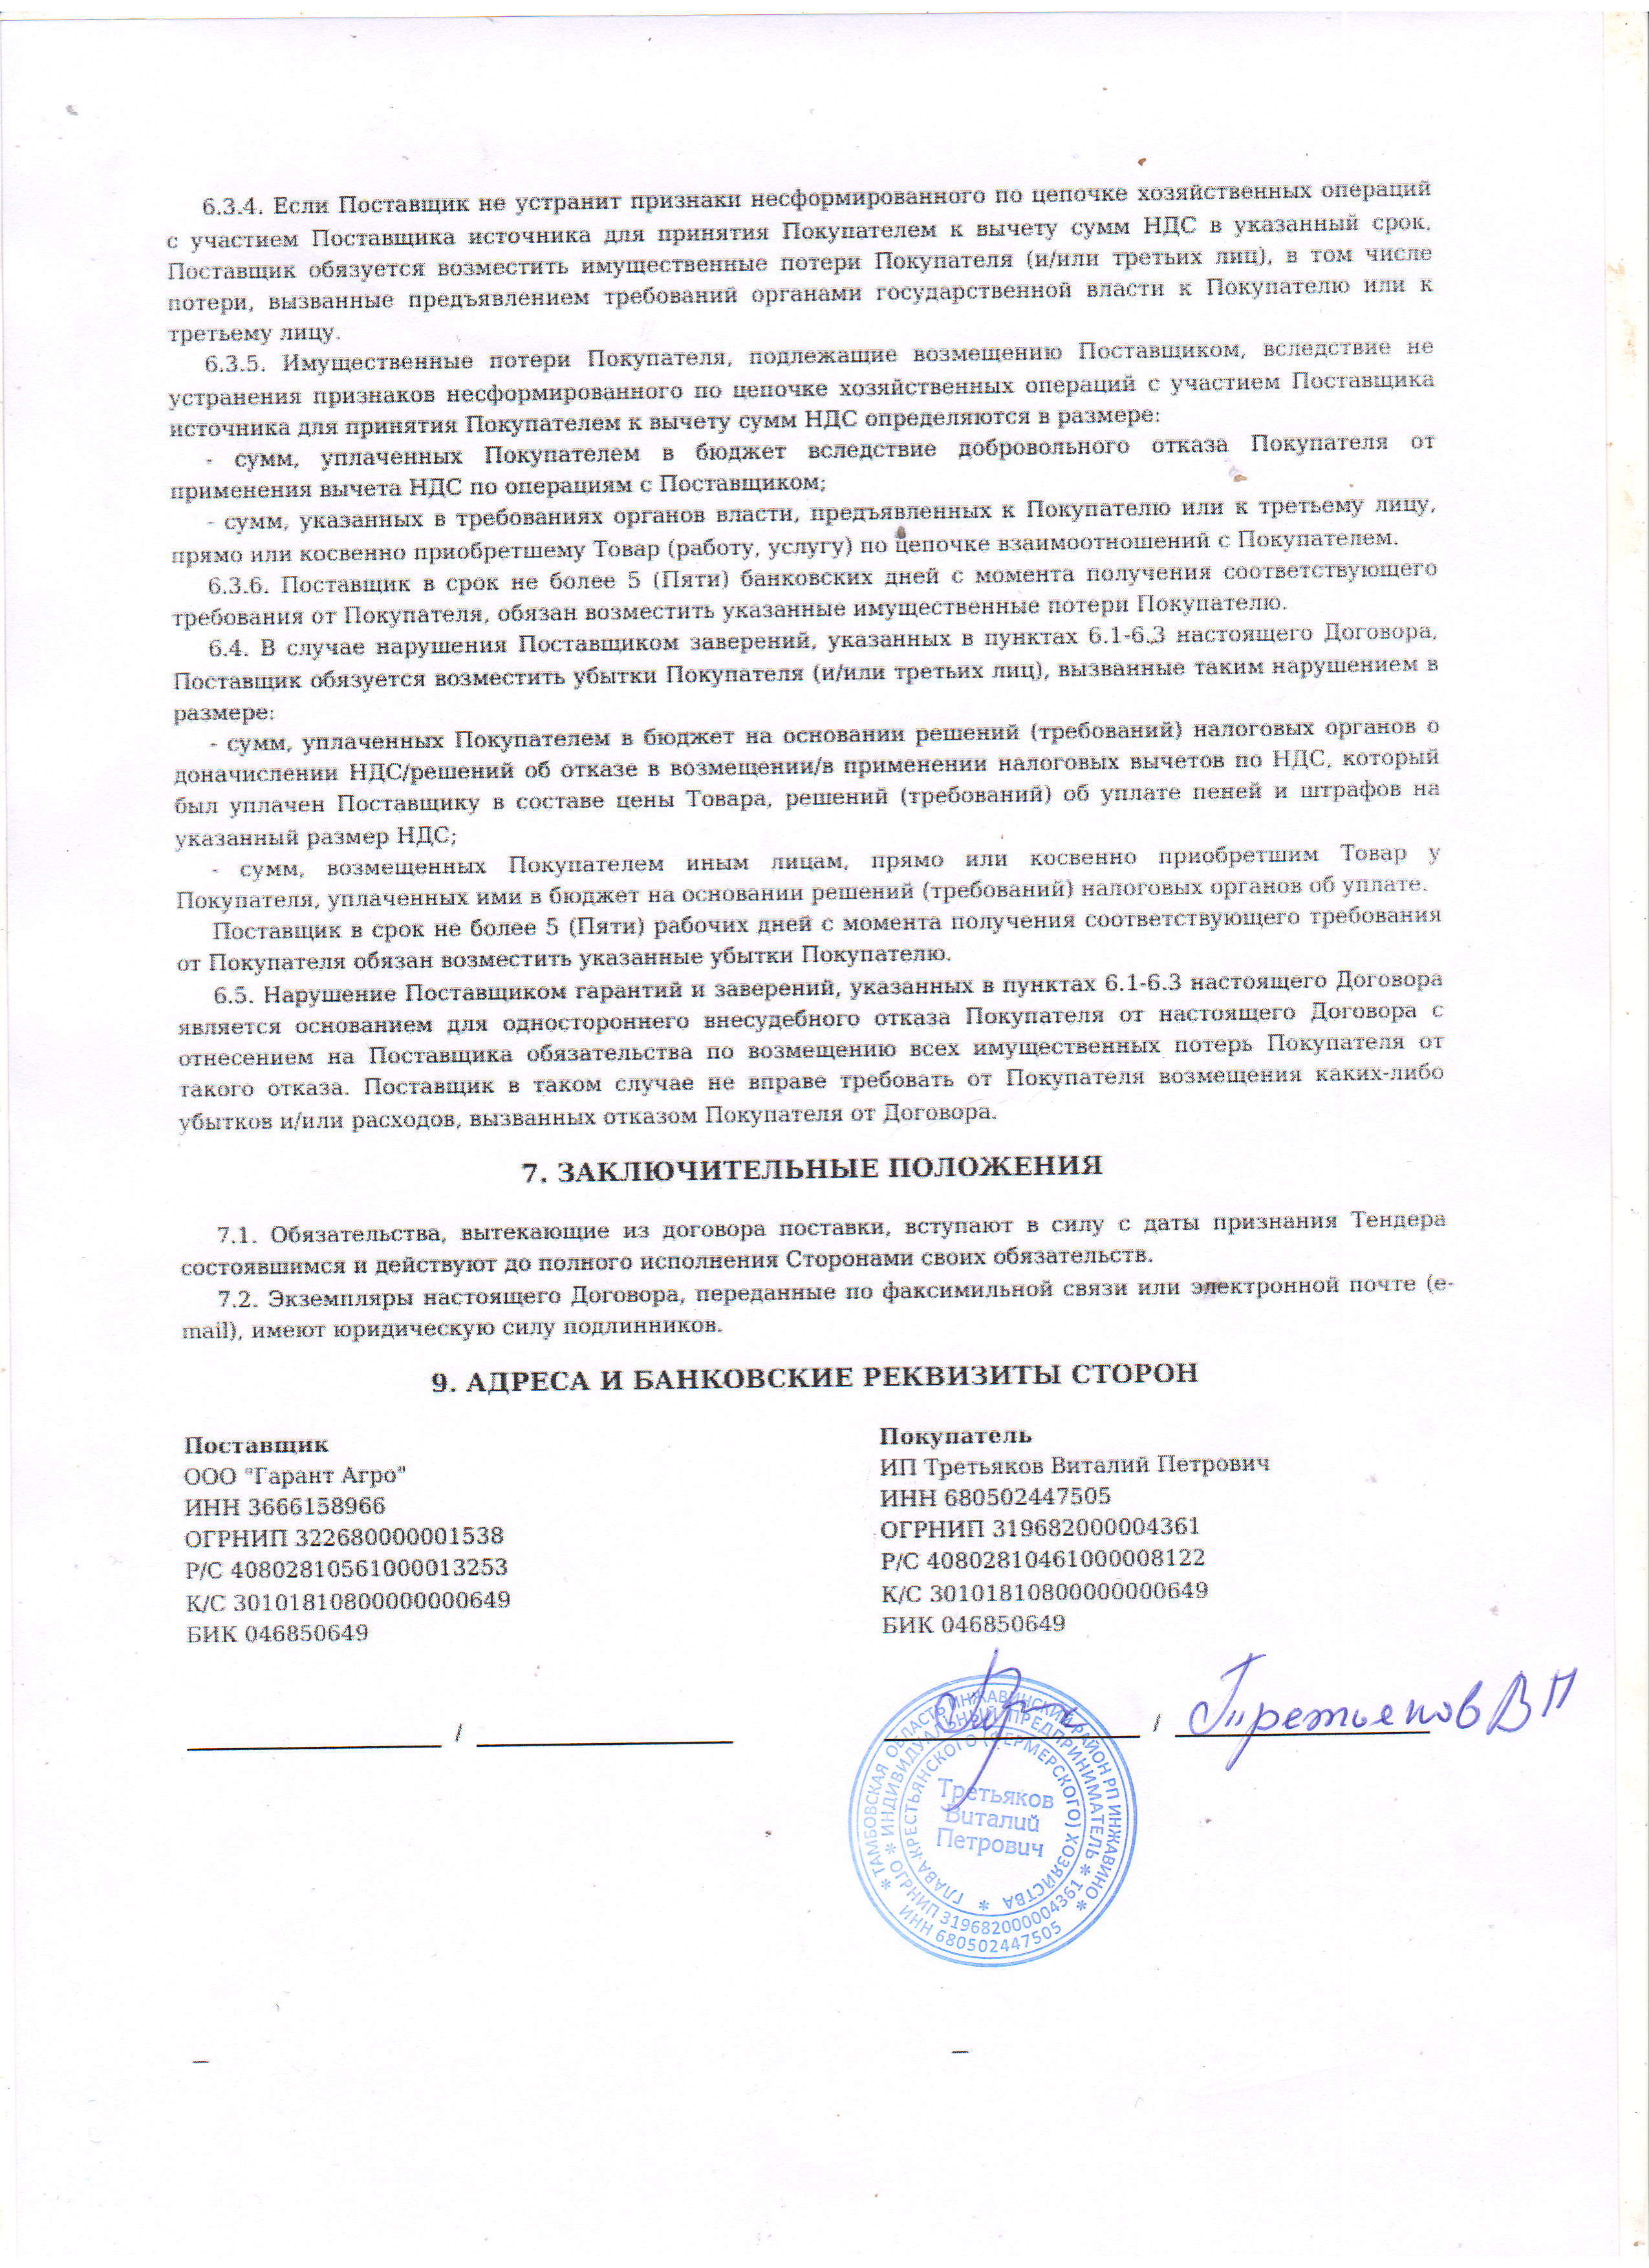 6.3.4. Если Поставщик не устранит признаки несформированного по цепочке хозяйственных операций
с участием Поставщика источника для принятия Покупателем к вычету сумм НДС в указанный срок,
Поставщик обязуется возместить имущественные потери Покупателя (и/или третьих лиц), в том числе
потери, вызванные предъявлением требований органами государственной власти к Покупателю или к
третьему лицу.
6.3.5. Имущественные потери Покупателя, подлежащие возмещению Поставщиком, вследствие не
устранения признаков несформированного по цепочке хозяйственных операций с участием Поставщика
источника для принятия Покупателем к вычету сумм НДС определяются в размере:
- сумм, уплаченных Покупателем в бюджет вследствие добровольного отказа Покупателя от
применения вычета НДС по операциям с Поставщиком;
- сумм, указанных в требованиях органов власти, предъявленных к Покупателю или к третьему лицу,
прямо или косвенно приобретшему Товар (работу, услугу) по цепочке взаимоотношений с Покупателем.
6.3.6. Поставщик в срок не более 5 (Пяти) банковских дней с момента получения соответствующего
требования от Покупателя, обязан возместить указанные имущественные потери Покупателю.
6.4. В случае нарушения Поставщиком заверений, указанных в пунктах 6.1-6.3 настоящего Договора,
Поставщик обязуется возместить убытки Покупателя (и/или третьих лиц), вызванные таким нарушением в
размере:
- сумм, уплаченных Покупателем в бюджет на основании решений (требований) налоговых органов о
доначислении НДС/решений об отказе в возмещении/в применении налоговых вычетов по НДС, который
был уплачен Поставщику в составе цены Товара, решений (требований) об уплате пеней и штрафов на
указанный размер НДС;
- сумм, возмещенных Покупателем иным лицам, прямо или косвенно приобретшим Товар у
Покупателя, уплаченных ими в бюджет на основании решений (требований) налоговых органов об уплате.
Поставщик в срок не более 5 (Пяти) рабочих дней с момента получения соответствующего требования
от Покупателя обязан возместить указанные убытки Покупателю.
6.5. Нарушение Поставщиком гарантий и заверений, указанных в пунктах 6.1-6.3 настоящего Договора
является основанием для одностороннего внесудебного отказа Покупателя от настоящего Договора с
отнесением на Поставщика обязательства по возмещению всех имущественных потерь Покупателя от
такого отказа. Поставщик в таком случае не вправе требовать от Покупателя возмещения каких-либо
убытков и/или расходов, вызванных отказом Покупателя от Договора.
7. ЗАКЛЮЧИТЕЛЬНЫЕ ПОЛОЖЕНИЯ
7.1. Обязательства, вытекающие из договора поставки, вступают в силу с даты признания Тендера
состоявшимся и действуют до полного исполнения Сторонами своих обязательств.
7.2. Экземпляры настоящего Договора, переданные по факсимильной связи или электронной почте (e-
mail), имеют юридическую силу подлинников.
9. АДРЕСА И БАНКОВСКИЕ РЕКВИЗИТЫ СТОРОН
Поставщик
ООО "Гарант Агро"
ИНН 3666158966
ОГРНИП 322680000001538
Р/С 40802810561000013253
К/С 30101810800000000649
БИК 046850649
/
Покупатель
ИП Третьяков Виталий Петрович
ИНН 680502447505
ОГРНИП 319682000004361
Р/С 40802810461000008122
К/С 30101810800000000649
БИК 046850649
/ Третьяков В П
* ТАМБОВСКАЯ ОБЛАСТЬ ИНЖАВИНСКИЙ РАЙОН РП ИНЖАВИНО *
ИНН 680502447505
* ИНДИВИДУАЛЬНЫЙ ПРЕДПРИНИМАТЕЛЬ *
ОГРНИП 319682000004361
ГЛАВА КРЕСТЬЯНСКОГО (ФЕРМЕРСКОГО) ХОЗЯЙСТВА *
Третьяков
Виталий
Петрович